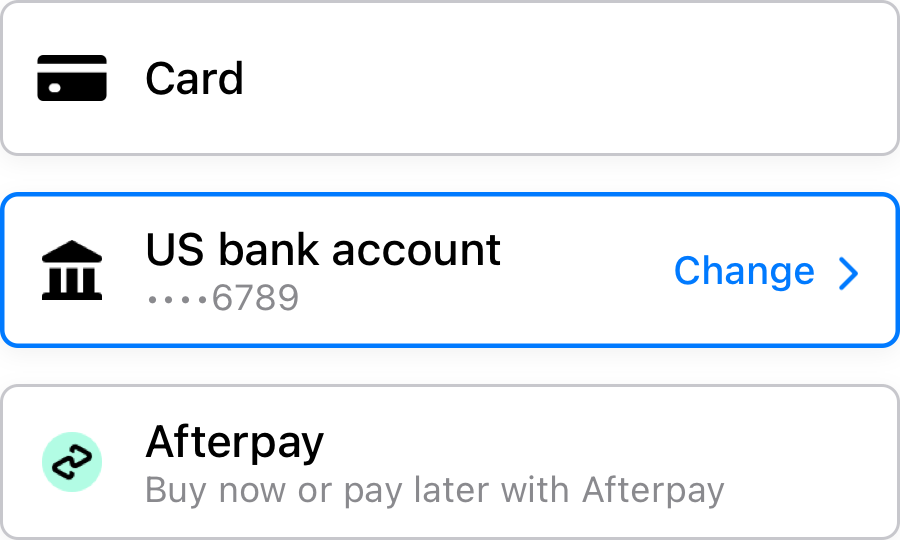 Card
US bank account
Change
••••6789
Afterpay
Buy now or pay later with Afterpay